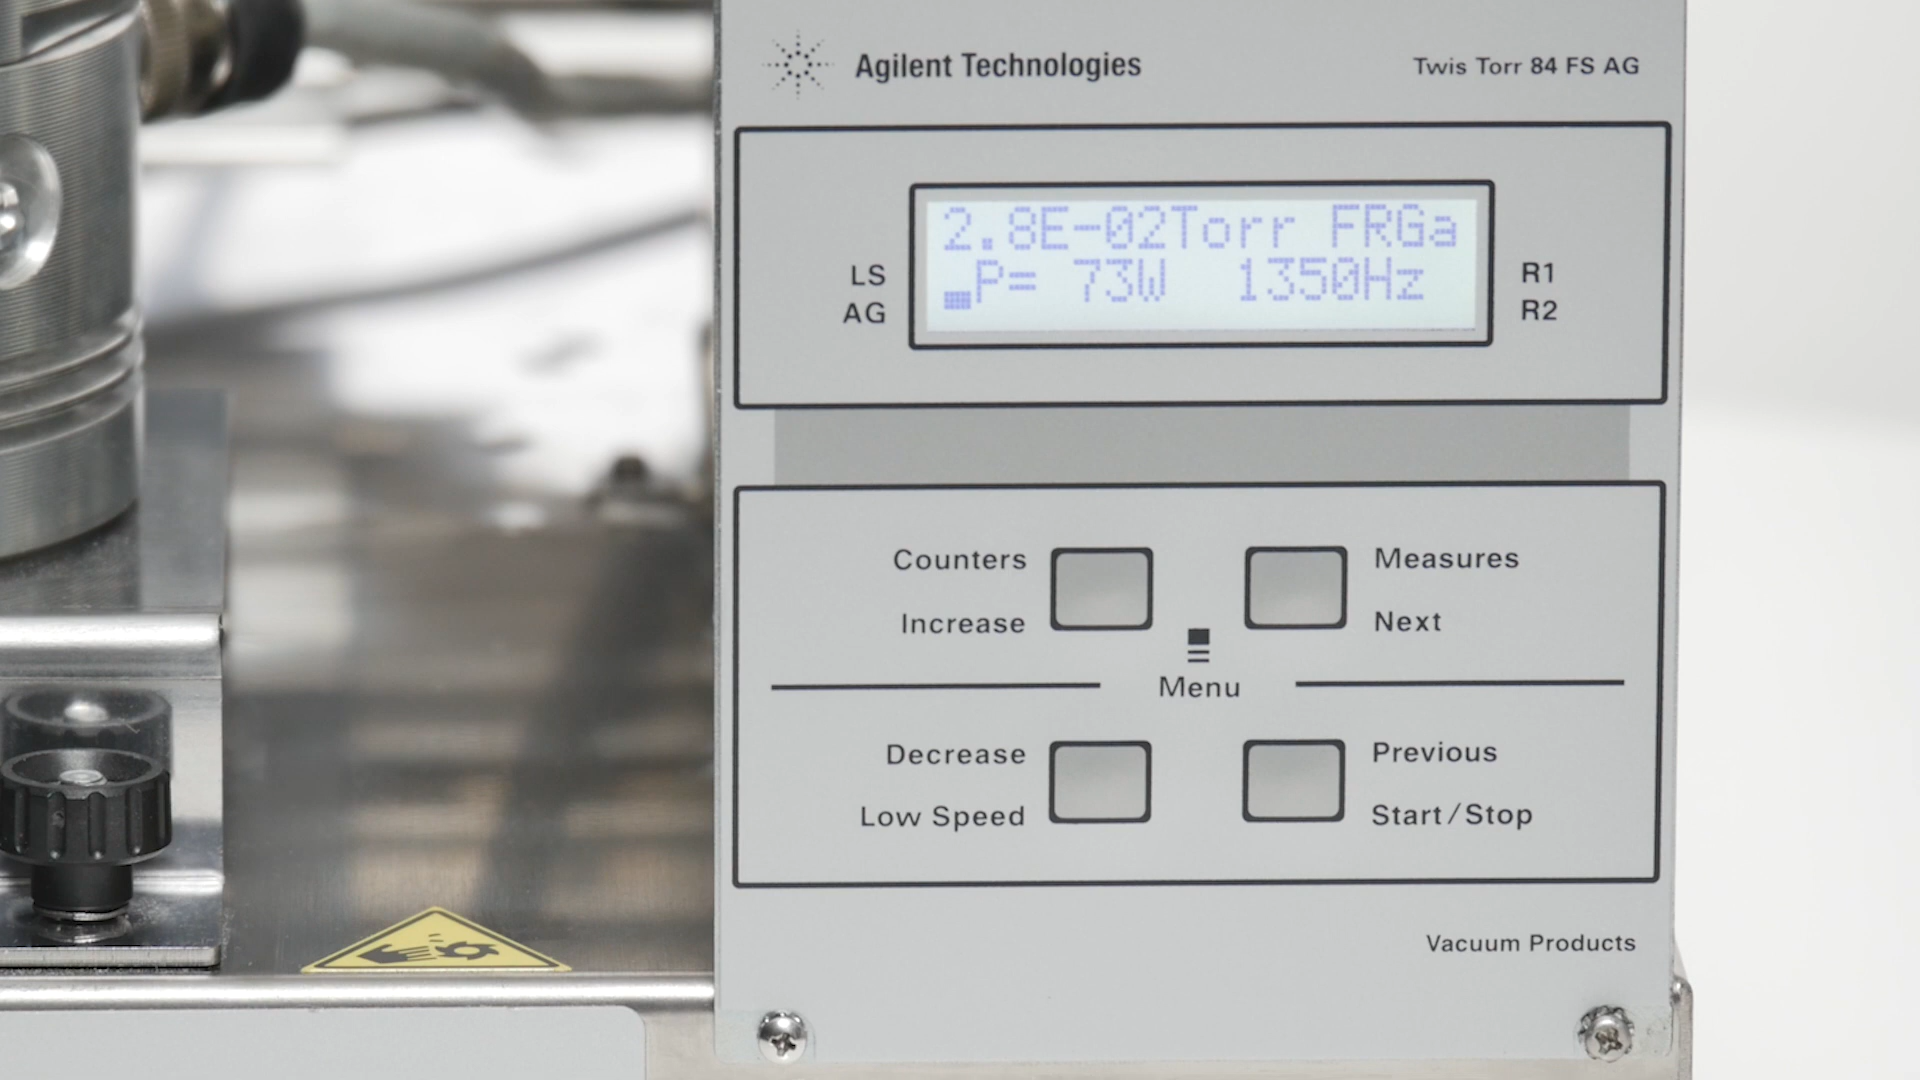 Agilent Technologies
Twis Torr 84 FS AG
2.8E-02Torr FRGa
P= 73W 1350Hz
LS
AG
R1
R2
Counters
Increase
Measures
Next
Menu
Decrease
Low Speed
Previous
Start/Stop
Vacuum Products